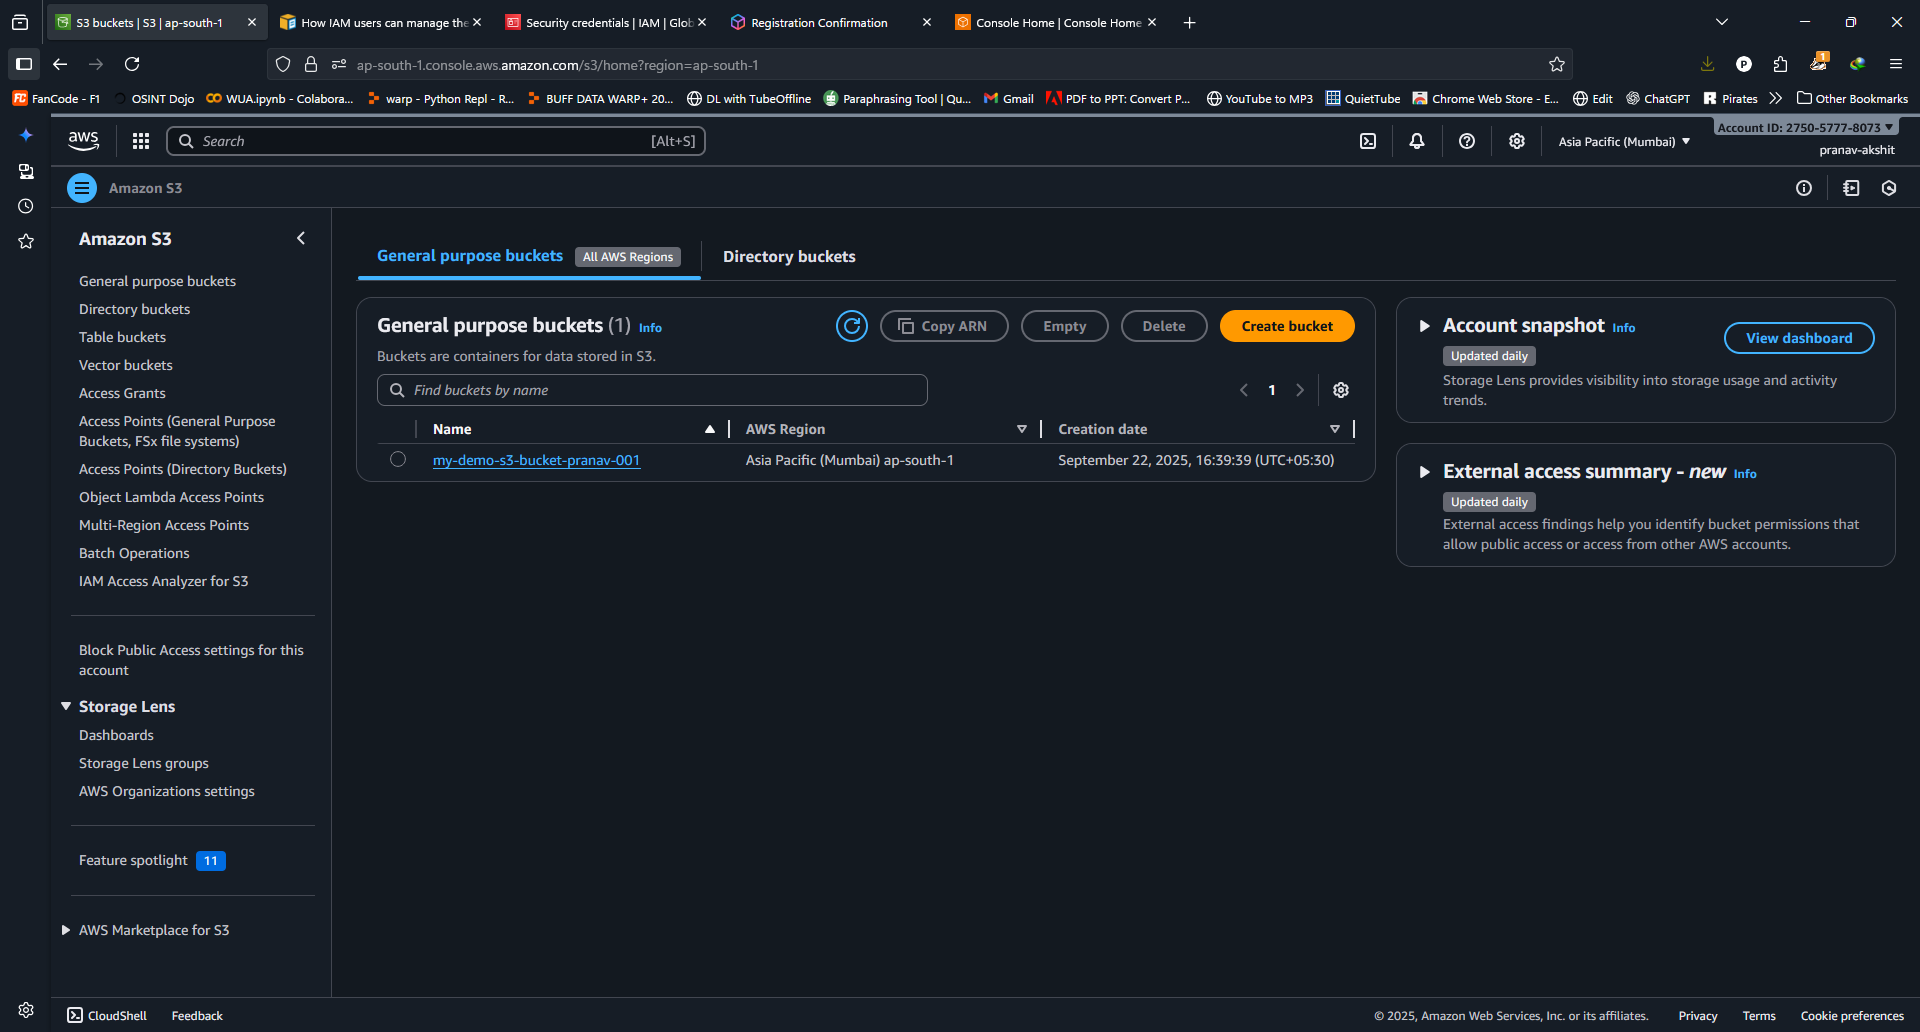 S3 buckets | S3 | ap-south-1
How IAM users can manage the
Security credentials | IAM | Glob
Registration Confirmation
Console Home | Console Home
ap-south-1.console.aws.amazon.com/s3/home?region=ap-south-1
P
1
FanCode - F1
OSINT Dojo
WUA.ipynb - Colabora...
warp - Python Repl - R...
BUFF DATA WARP+ 20...
DL with TubeOffline
Paraphrasing Tool | Qu...
Gmail
PDF to PPT: Convert P...
YouTube to MP3
QuietTube
Chrome Web Store - E...
Edit
ChatGPT
Pirates
Other Bookmarks
aws
Search
[Alt+S]
Asia Pacific (Mumbai)
Account ID: 2750-5777-8073
pranav-akshit
Amazon S3
Amazon S3
General purpose buckets
Directory buckets
Table buckets
Vector buckets
Access Grants
Access Points (General Purpose
Buckets, FSx file systems)
Access Points (Directory Buckets)
Object Lambda Access Points
Multi-Region Access Points
Batch Operations
IAM Access Analyzer for S3
Block Public Access settings for this
account
Storage Lens
Dashboards
Storage Lens groups
AWS Organizations settings
Feature spotlight 11
AWS Marketplace for S3
General purpose buckets All AWS Regions
Directory buckets
General purpose buckets (1) Info
Copy ARN
Empty
Delete
Create bucket
Buckets are containers for data stored in S3.
Find buckets by name
1
Name
AWS Region
Creation date
my-demo-s3-bucket-pranav-001
Asia Pacific (Mumbai) ap-south-1
September 22, 2025, 16:39:39 (UTC+05:30)
Account snapshot Info
View dashboard
Updated daily
Storage Lens provides visibility into storage usage and activity
trends.
External access summary - new Info
Updated daily
External access findings help you identify bucket permissions that
allow public access or access from other AWS accounts.
CloudShell
Feedback
© 2025, Amazon Web Services, Inc. or its affiliates.
Privacy
Terms
Cookie preferences